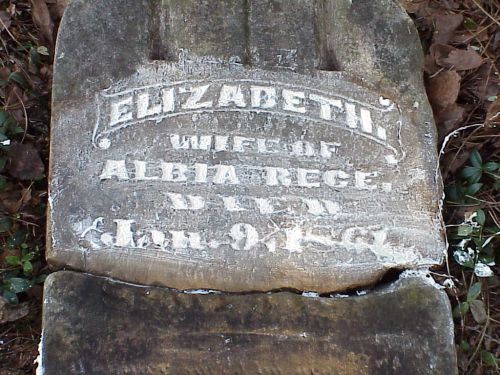 ELIZABETH,
WIFE OF
ALBIA REGE,
DIED
Jan. 9, 1861